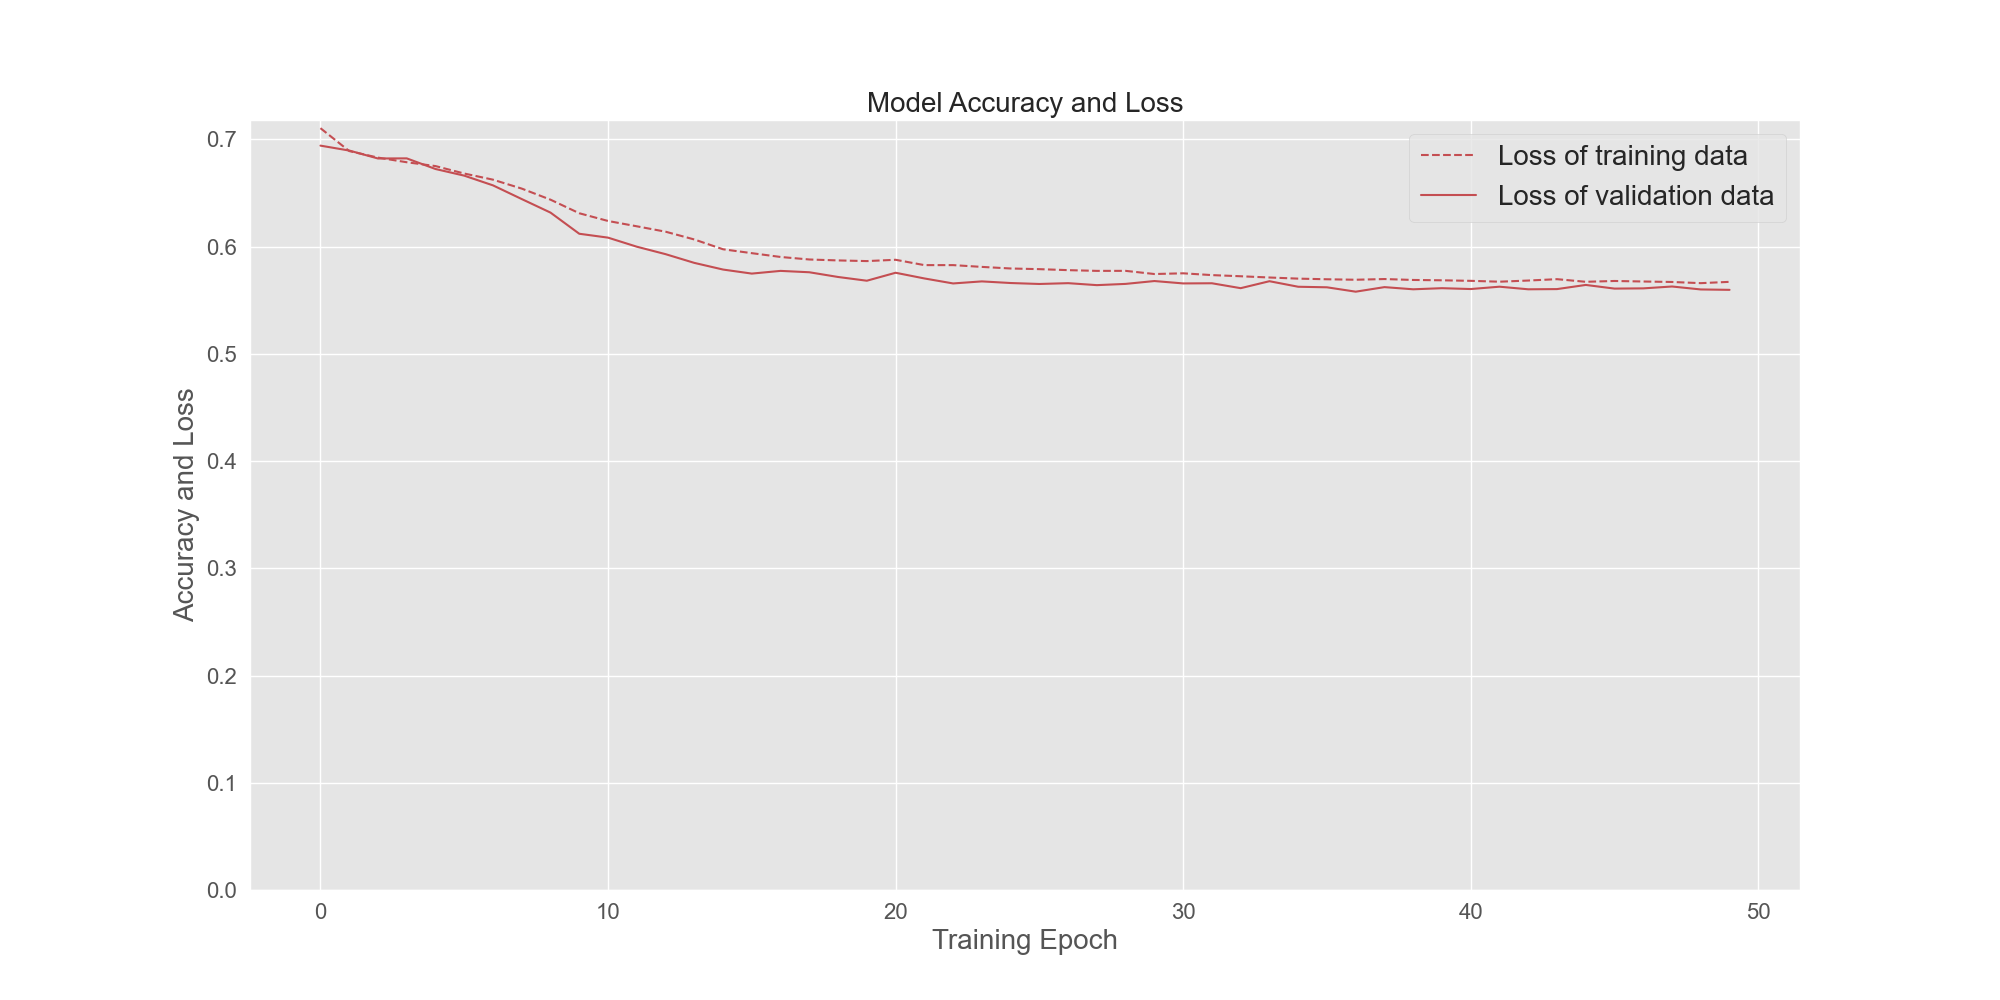 Model Accuracy and Loss
Loss of training data
Loss of validation data
Accuracy and Loss
0.7
0.6
0.5
0.4
0.3
0.2
0.1
0.0
0 10 20 30 40 50
Training Epoch